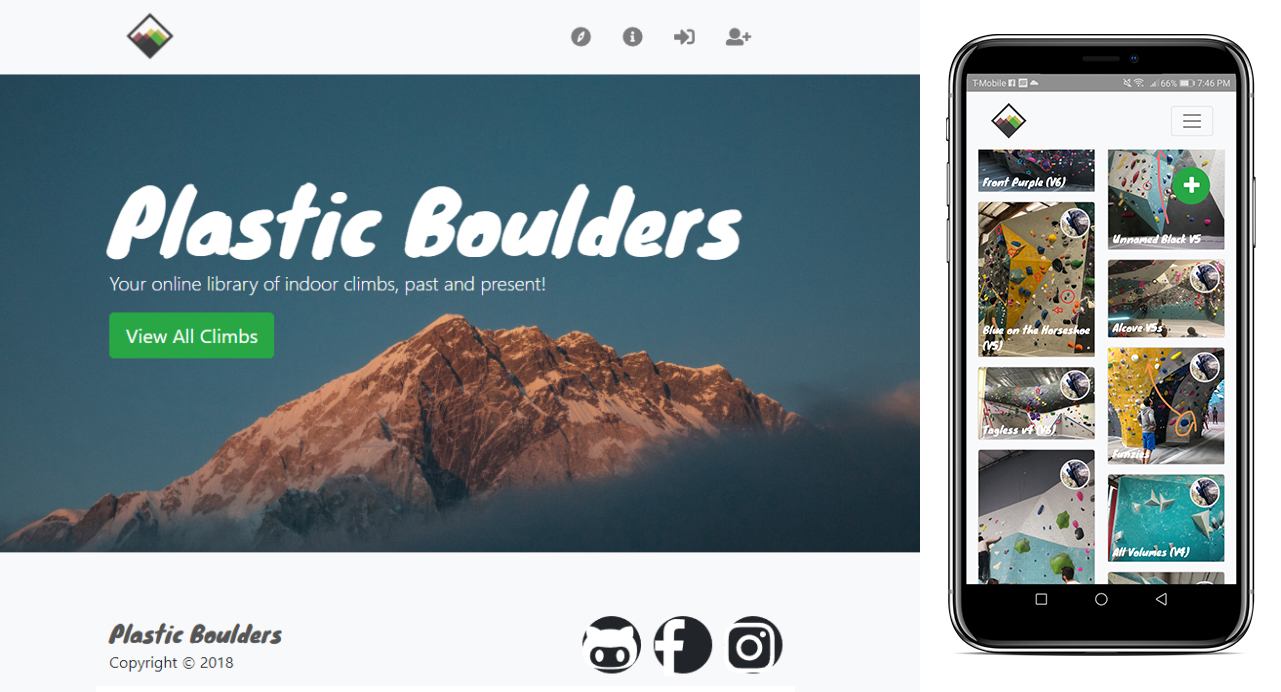 Plastic Boulders
Your online library of indoor climbs, past and present!
View All Climbs
Plastic Boulders
Copyright © 2018
T-Mobile 66% 7:46 PM
Front Purple (V6)
Unnamed Black V5
Blue on the Horseshoe
(V5)
Alcove V5s
Tagless v4 (V5)
Funzies
All Volumes (V4)